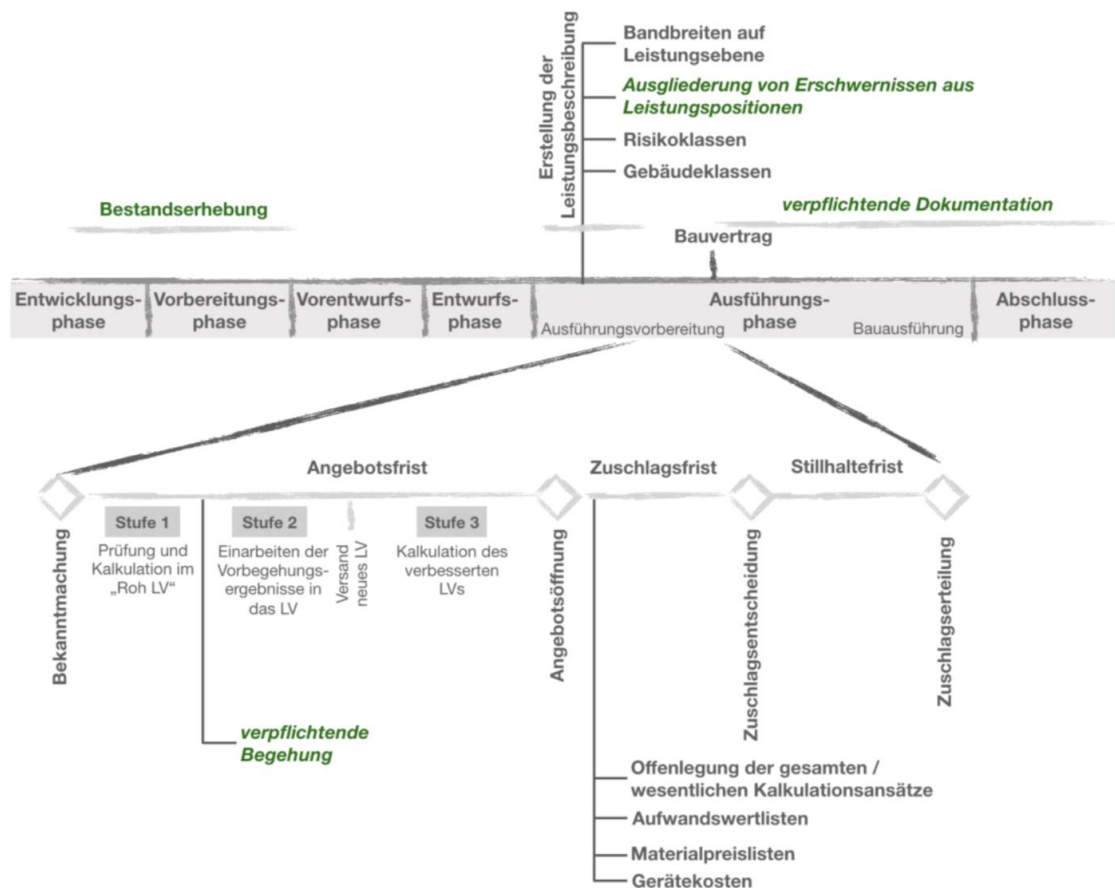 Erstellung der
Leistungsbeschreibung
Bandbreiten auf
Leistungsebene
Ausgliederung von Erschwernissen aus
Leistungspositionen
Risikoklassen
Gebäudeklassen
Bestandserhebung
verpflichtende Dokumentation
Bauvertrag
Entwicklungs-
phase
Vorbereitungs-
phase
Vorentwurfs-
phase
Entwurfs-
phase
Ausführungs-
phase
Ausführungsvorbereitung
Bauausführung
Abschluss-
phase
Angebotsfrist
Zuschlagsfrist
Stillhaltefrist
Bekanntmachung
Stufe 1
Prüfung und
Kalkulation im
„Roh LV“
Stufe 2
Einarbeiten der
Vorbegehungs-
ergebnisse in
das LV
Versand
neues LV
Stufe 3
Kalkulation des
verbesserten
LVs
Angebotsöffnung
Zuschlagsentscheidung
Zuschlagserteilung
verpflichtende
Begehung
Offenlegung der gesamten /
wesentlichen Kalkulationsansätze
Aufwandswertlisten
Materialpreislisten
Gerätekosten